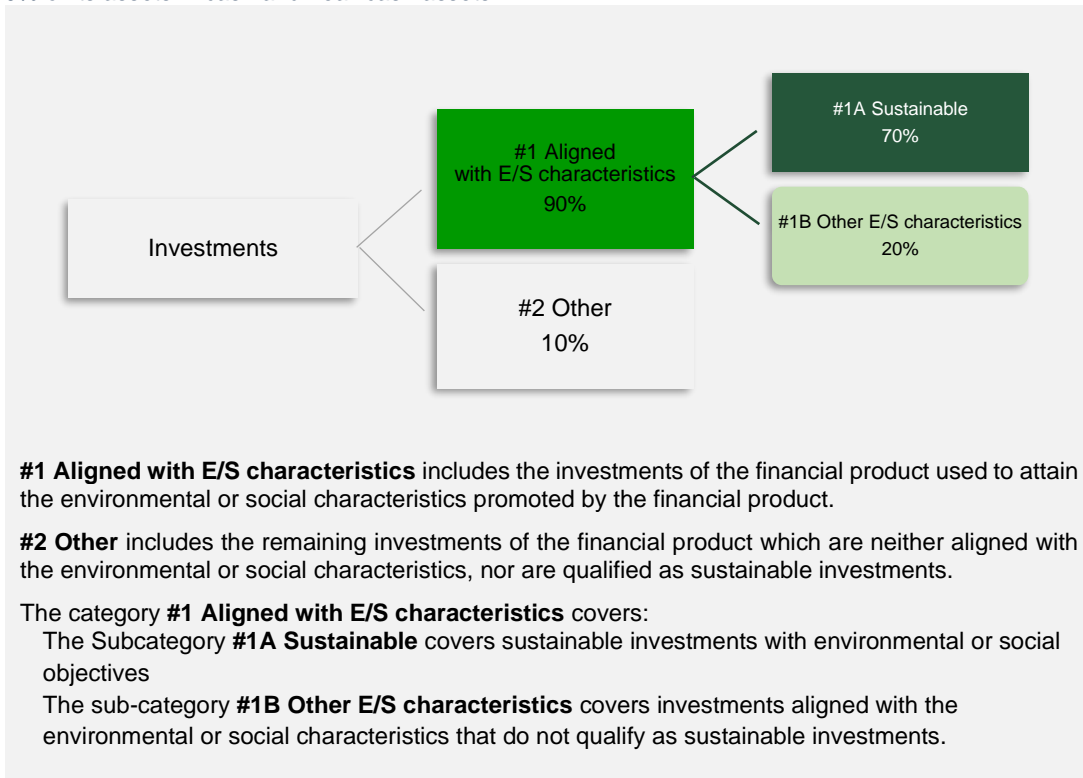 #1A Sustainable
70%
#1 Aligned
with E/S characteristics
90%
#1B Other E/S characteristics
20%
Investments
#2 Other
10%
#1 Aligned with E/S characteristics includes the investments of the financial product used to attain
the environmental or social characteristics promoted by the financial product.
#2 Other includes the remaining investments of the financial product which are neither aligned with
the environmental or social characteristics, nor are qualified as sustainable investments.
The category #1 Aligned with E/S characteristics covers:
The Subcategory #1A Sustainable covers sustainable investments with environmental or social
objectives
The sub-category #1B Other E/S characteristics covers investments aligned with the
environmental or social characteristics that do not qualify as sustainable investments.